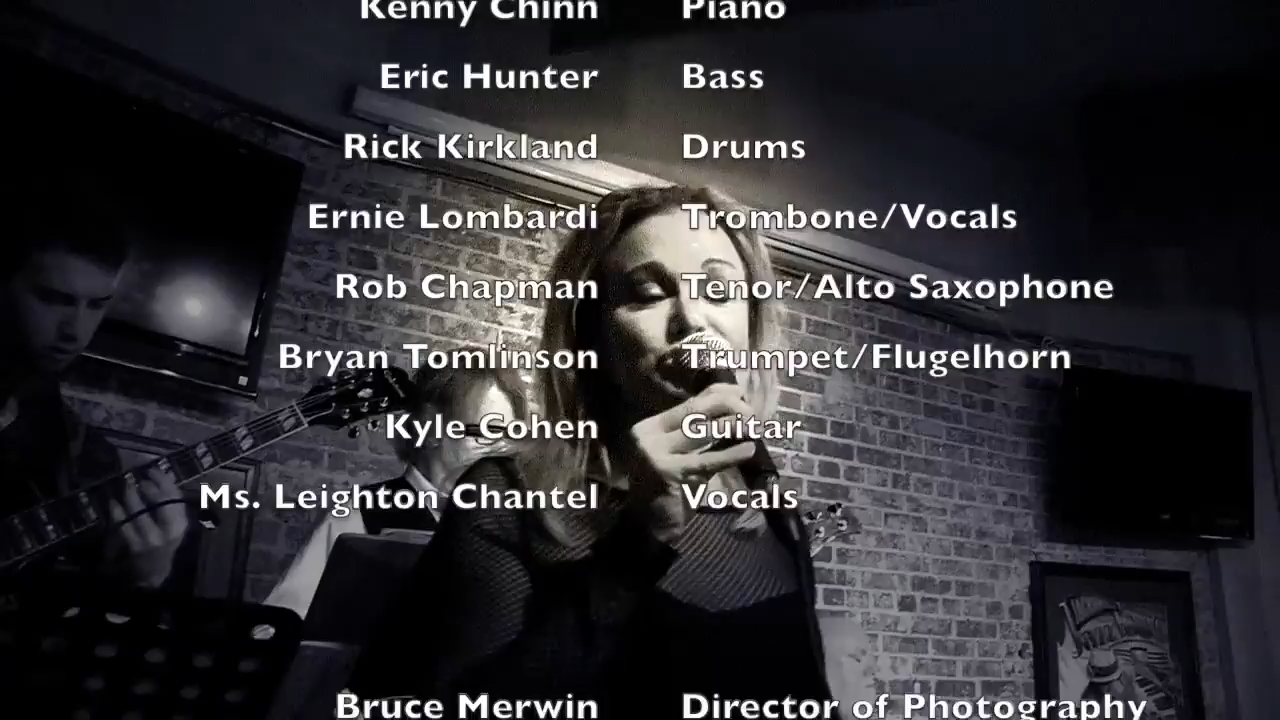 Kenny Chinn Piano
Eric Hunter Bass
Rick Kirkland Drums
Ernie Lombardi Trombone/Vocals
Rob Chapman Tenor/Alto Saxophone
Bryan Tomlinson Trumpet/Flugelhorn
Kyle Cohen Guitar
Ms. Leighton Chantel Vocals
Bruce Merwin Director of Photography